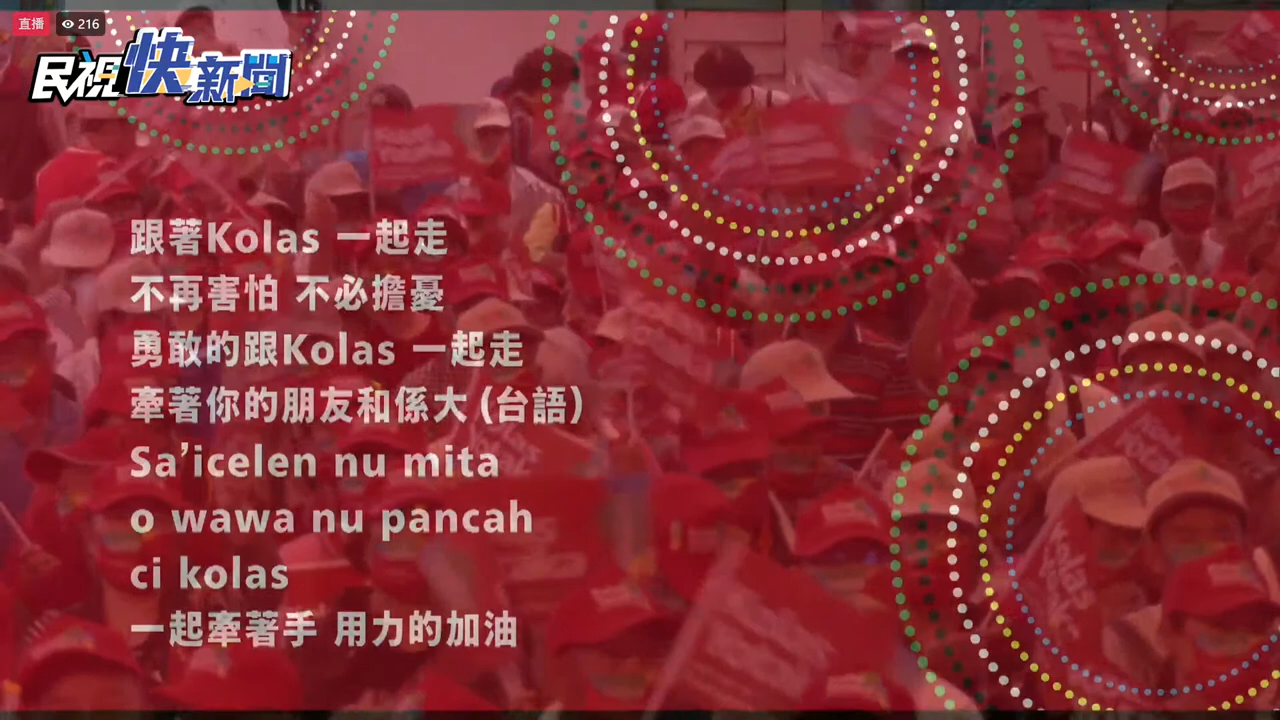 直播 216
民視快新聞
跟著Kolas 一起走
不再害怕 不必擔憂
勇敢的跟Kolas 一起走
牽著你的朋友和係大 (台語)
Sa'icelen nu mita
o wawa nu pancah
ci kolas
一起牽著手 用力的加油